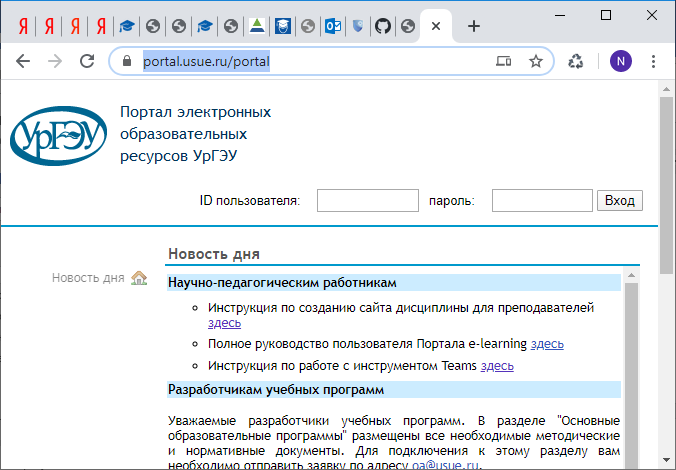 Я Я Я Я
portal.usue.ru/portal
N
УрГЭУ
Портал электронных
образовательных
ресурсов УрГЭУ
ID пользователя:
пароль:
Вход
Новость дня
Новость дня
Научно-педагогическим работникам
Инструкция по созданию сайта дисциплины для преподавателей
здесь
Полное руководство пользователя Портала e-learning здесь
Инструкция по работе с инструментом Teams здесь
Разработчикам учебных программ
Уважаемые разработчики учебных программ. В разделе "Основные
образовательные программы" размещены все необходимые методические
и нормативные документы. Для подключения к этому разделу вам
необходимо отправить заявку по адресу oa@usue.ru.